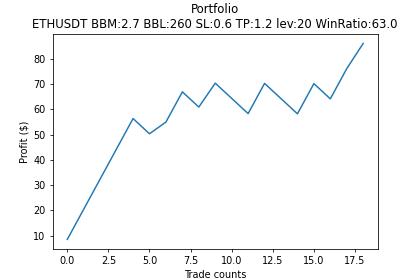 Portfolio
ETHUSDT BBM:2.7 BBL:260 SL:0.6 TP:1.2 lev:20 WinRatio:63.0
Profit ($)
80
70
60
50
40
30
20
10
0.0 2.5 5.0 7.5 10.0 12.5 15.0 17.5
Trade counts